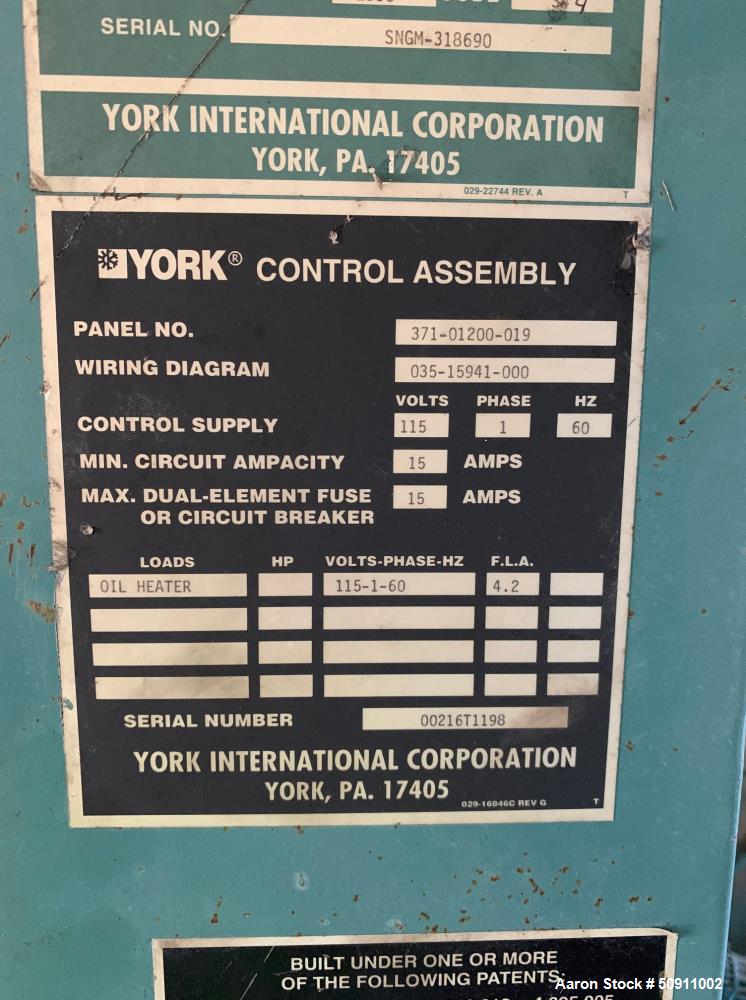 SERIAL NO. SNGM-318690
YORK INTERNATIONAL CORPORATION
YORK, PA. 17405
029-22744 REV. A T
YORK® CONTROL ASSEMBLY
PANEL NO. 371-01200-019
WIRING DIAGRAM 035-15941-000
VOLTS PHASE HZ
CONTROL SUPPLY 115 1 60
MIN. CIRCUIT AMPACITY 15 AMPS
MAX. DUAL-ELEMENT FUSE 15 AMPS
OR CIRCUIT BREAKER
LOADS HP VOLTS-PHASE-HZ F.L.A.
OIL HEATER 115-1-60 4.2
SERIAL NUMBER 00216T1198
YORK INTERNATIONAL CORPORATION
YORK, PA. 17405
029-16846C REV G T
BUILT UNDER ONE OR MORE
OF THE FOLLOWING PATENTS:
Aaron Stock # 50911002